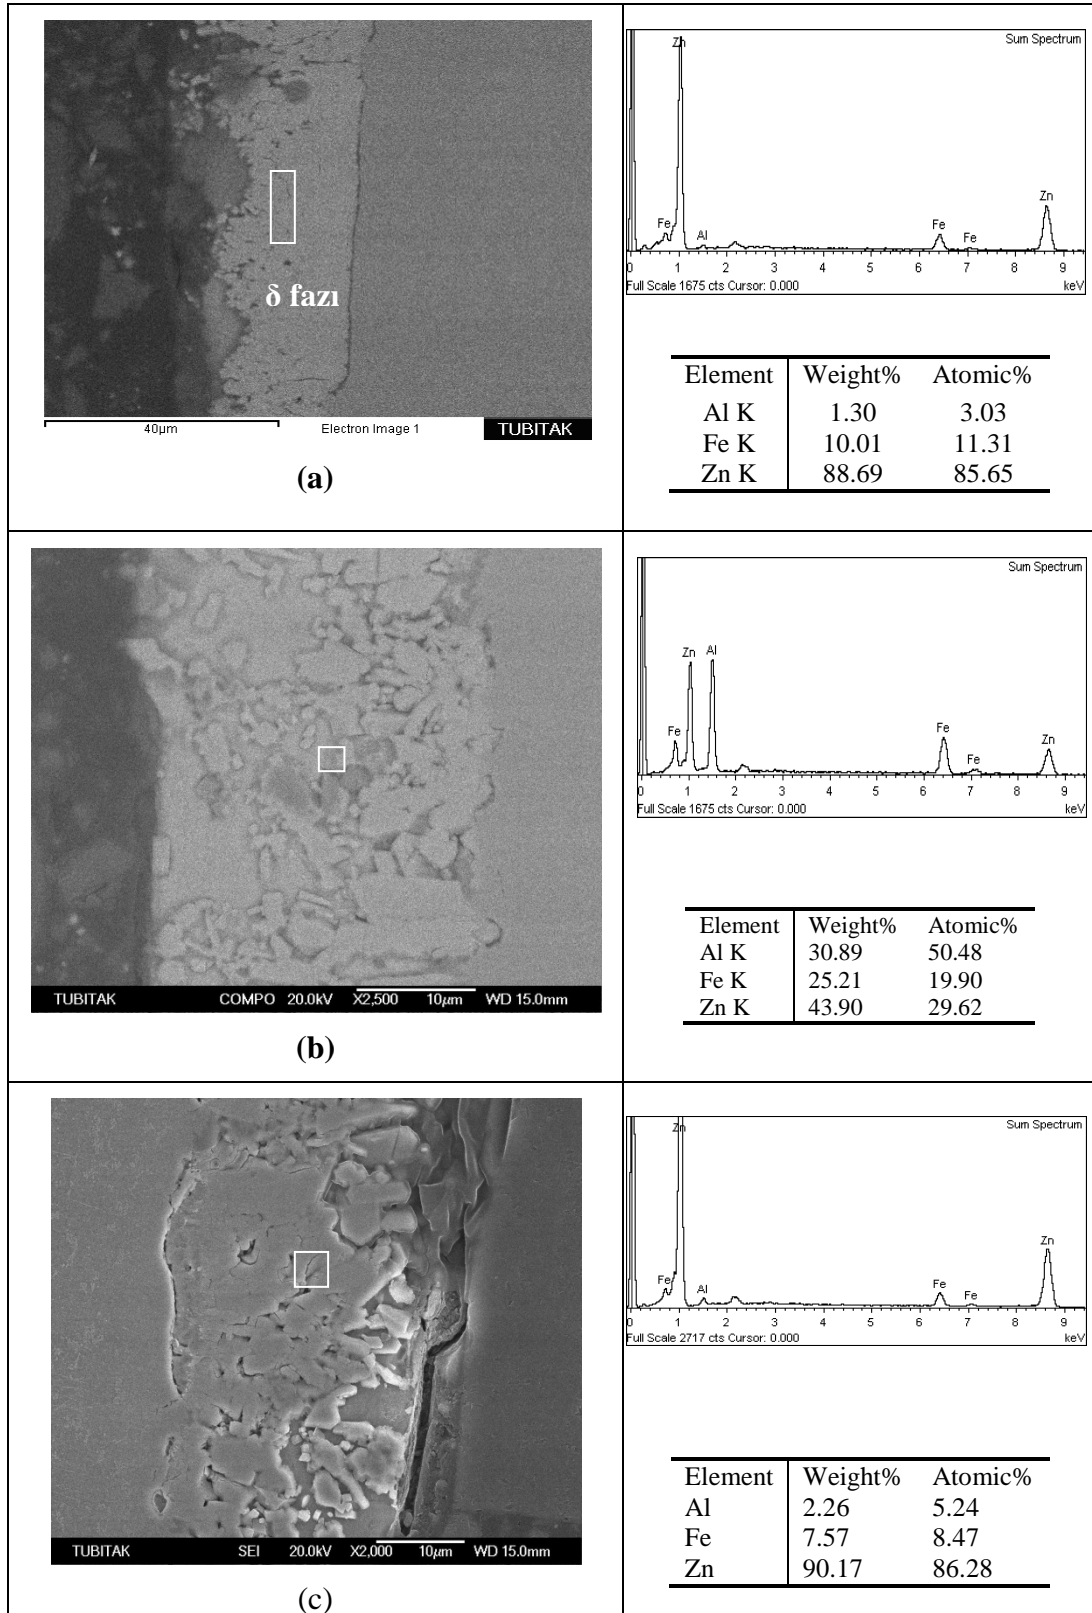 Sum Spectrum
Zn
Zn
Fe
Al
Fe
Fe
0 1 2 3 4 5 6 7 8 9
Full Scale 1675 cts Cursor: 0.000 keV
δ fazı
40µm Electron Image 1 TUBITAK
(a)
Element Weight% Atomic%
Al K 1.30 3.03
Fe K 10.01 11.31
Zn K 88.69 85.65
Sum Spectrum
Zn Al
Fe
Fe
Fe
Zn
0 1 2 3 4 5 6 7 8 9
Full Scale 1675 cts Cursor: 0.000 keV
TUBITAK COMPO 20.0kV X2,500 10µm WD 15.0mm
(b)
Element Weight% Atomic%
Al K 30.89 50.48
Fe K 25.21 19.90
Zn K 43.90 29.62
Sum Spectrum
Zn
Zn
Fe
Al
Fe
Fe
0 1 2 3 4 5 6 7 8 9
Full Scale 2717 cts Cursor: 0.000 keV
TUBITAK SEI 20.0kV X2,000 10µm WD 15.0mm
(c)
Element Weight% Atomic%
Al 2.26 5.24
Fe 7.57 8.47
Zn 90.17 86.28